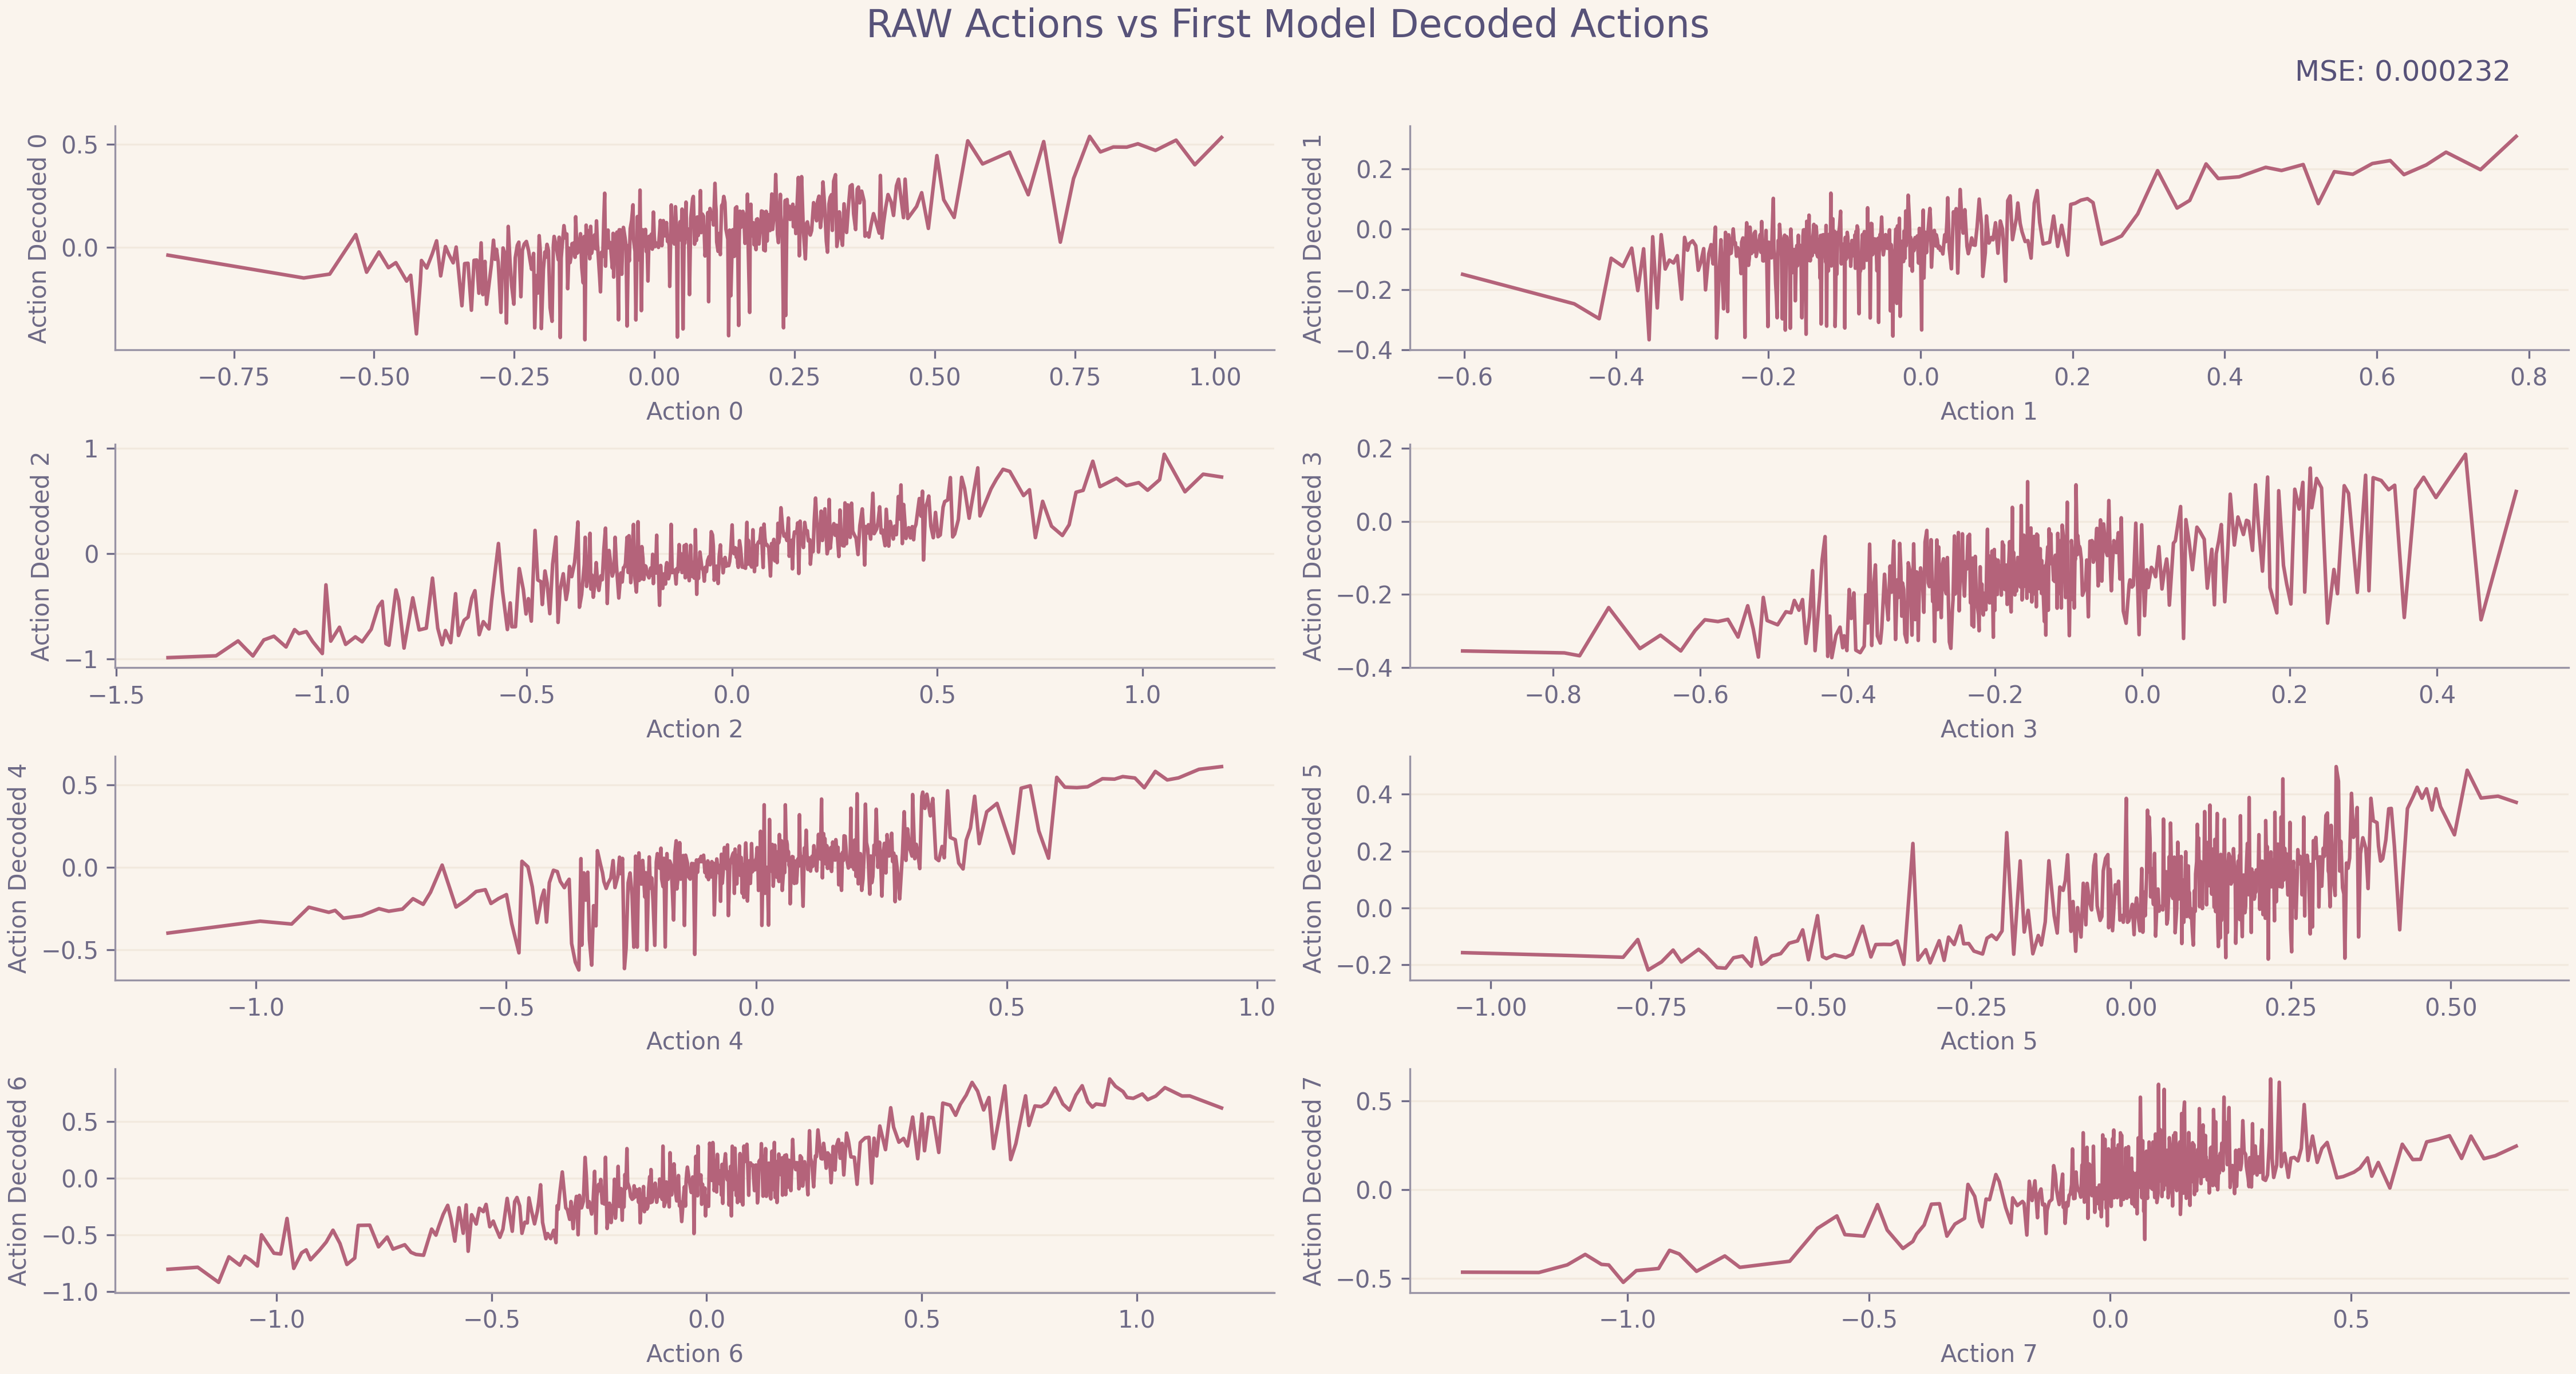 RAW Actions vs First Model Decoded Actions
MSE: 0.000232
Action Decoded 0
0.5
0.0
−0.75 −0.50 −0.25 0.00 0.25 0.50 0.75 1.00
Action 0
Action Decoded 1
0.2
0.0
−0.2
−0.4
−0.6 −0.4 −0.2 0.0 0.2 0.4 0.6 0.8
Action 1
Action Decoded 2
1
0
−1
−1.5 −1.0 −0.5 0.0 0.5 1.0
Action 2
Action Decoded 3
0.2
0.0
−0.2
−0.4
−0.8 −0.6 −0.4 −0.2 0.0 0.2 0.4
Action 3
Action Decoded 4
0.5
0.0
−0.5
−1.0 −0.5 0.0 0.5 1.0
Action 4
Action Decoded 5
0.4
0.2
0.0
−0.2
−1.00 −0.75 −0.50 −0.25 0.00 0.25 0.50
Action 5
Action Decoded 6
0.5
0.0
−0.5
−1.0
−1.0 −0.5 0.0 0.5 1.0
Action 6
Action Decoded 7
0.5
0.0
−0.5
−1.0 −0.5 0.0 0.5
Action 7